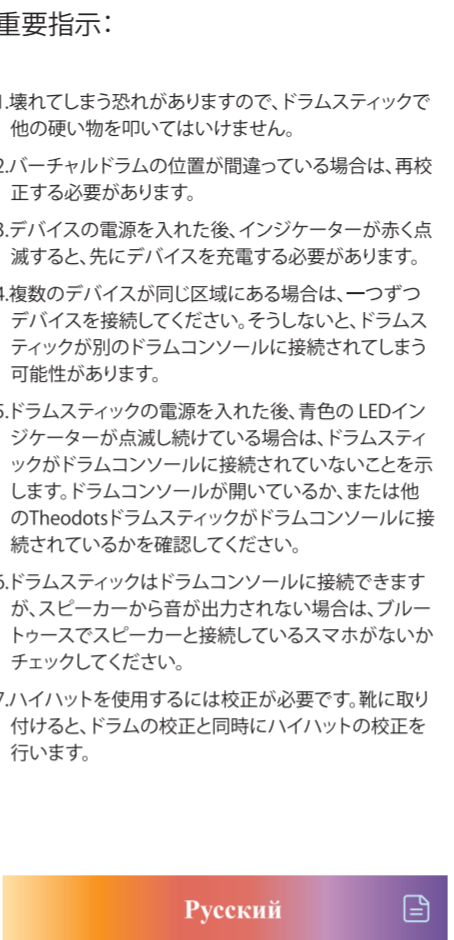 重要指示：
1.壊れてしまう恐れがありますので、ドラムスティックで
他の硬い物を叩いてはいけません。
2.バーチャルドラムの位置が間違っている場合は、再校
正する必要があります。
3.デバイスの電源を入れた後、インジケーターが赤く点
滅すると、先にデバイスを充電する必要があります。
4.複数のデバイスが同じ区域にある場合は、一つずつ
デバイスを接続してください。そうしないと、ドラムス
ティックが別のドラムコンソールに接続されてしまう
可能性があります。
5.ドラムスティックの電源を入れた後、青色の LEDイン
ジケーターが点滅し続けている場合は、ドラムスティ
ックがドラムコンソールに接続されていないことを示
します。ドラムコンソールが開いているか、または他
のTheodotsドラムスティックがドラムコンソールに接
続されているかを確認してください。
6.ドラムスティックはドラムコンソールに接続できます
が、スピーカーから音が出力されない場合は、ブルー
トゥースでスピーカーと接続しているスマホがないか
チェックしてください。
7.ハイハットを使用するには校正が必要です。靴に取り
付けると、ドラムの校正と同時にハイハットの校正を
行います。
Русский